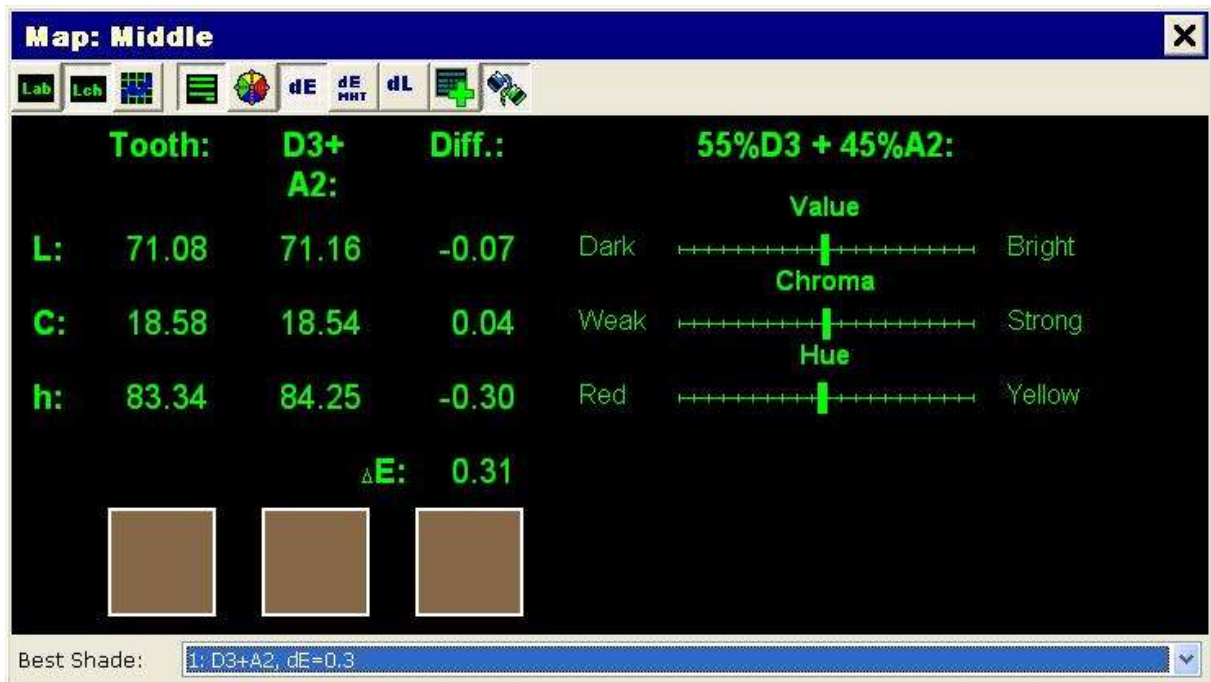 Map: Middle
Lab Lch dE dE MHT dL
Tooth: D3+ A2: Diff.: 55%D3 + 45%A2:
Value
L: 71.08 71.16 -0.07 Dark Bright
Chroma
C: 18.58 18.54 0.04 Weak Strong
Hue
h: 83.34 84.25 -0.30 Red Yellow
ΔE: 0.31
Best Shade: 1: D3+A2, dE=0.3